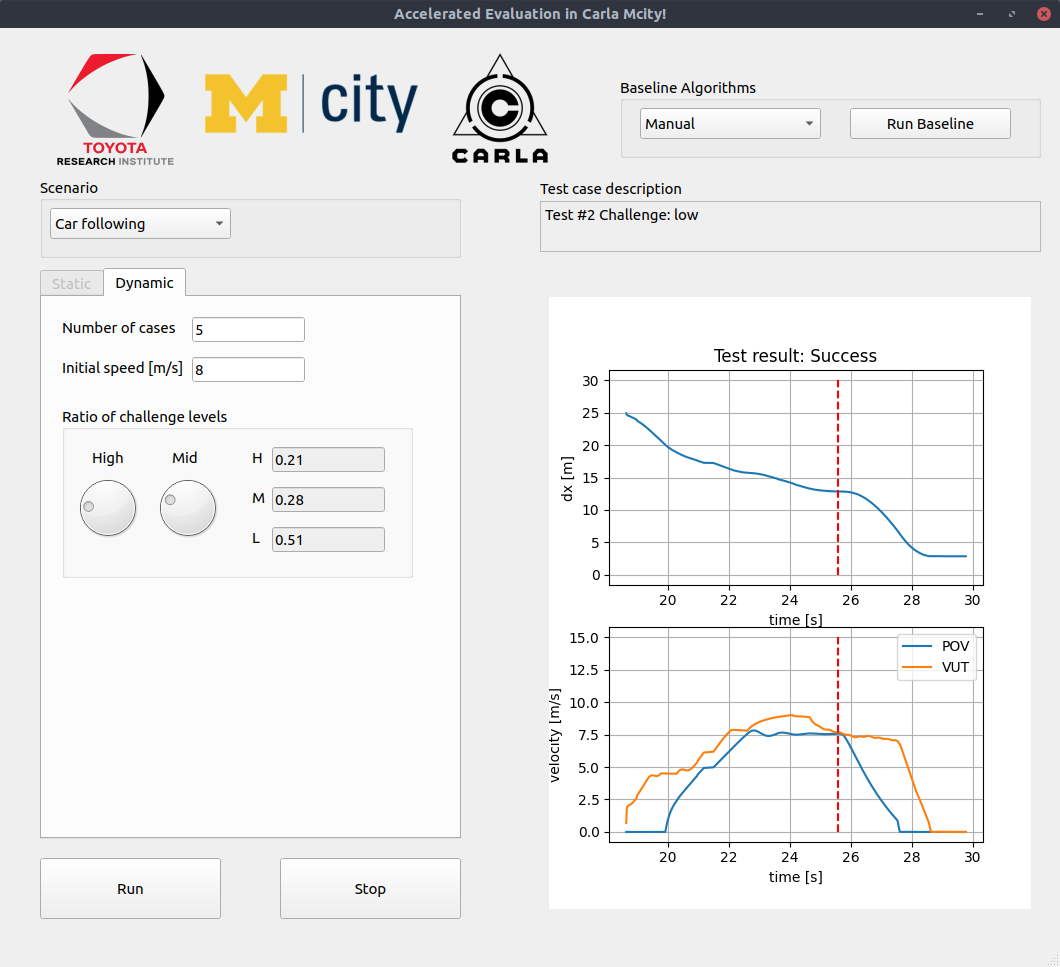 Accelerated Evaluation in Carla Mcity!
TOYOTA
RESEARCH INSTITUTE
M | city
C
CARLA
Baseline Algorithms
Manual
Run Baseline
Scenario
Car following
Test case description
Test #2 Challenge: low
Static
Dynamic
Number of cases
5
Initial speed [m/s]
8
Ratio of challenge levels
High
Mid
H
0.21
M
0.28
L
0.51
Run
Stop
Test result: Success
30
25
20
15
10
5
0
dx [m]
20 22 24 26 28 30
time [s]
15.0
12.5
10.0
7.5
5.0
2.5
0.0
velocity [m/s]
POV
VUT
20 22 24 26 28 30
time [s]